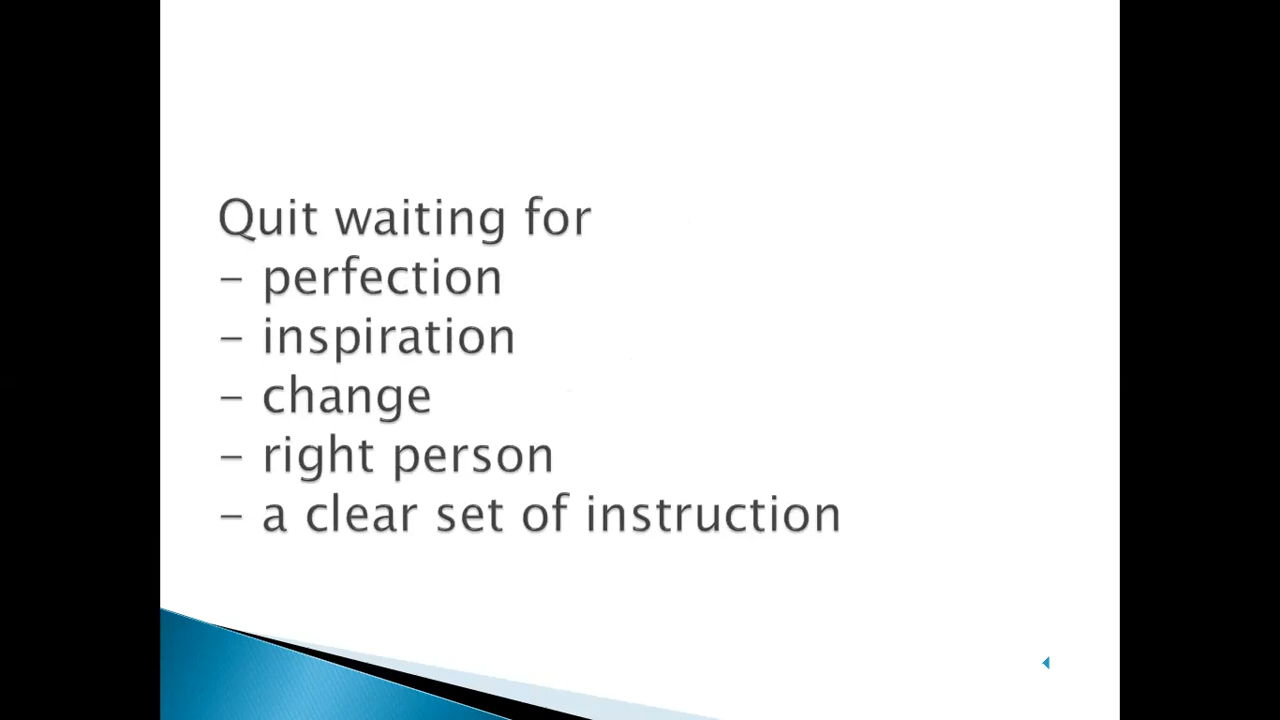 Quit waiting for
- perfection
- inspiration
- change
- right person
- a clear set of instruction